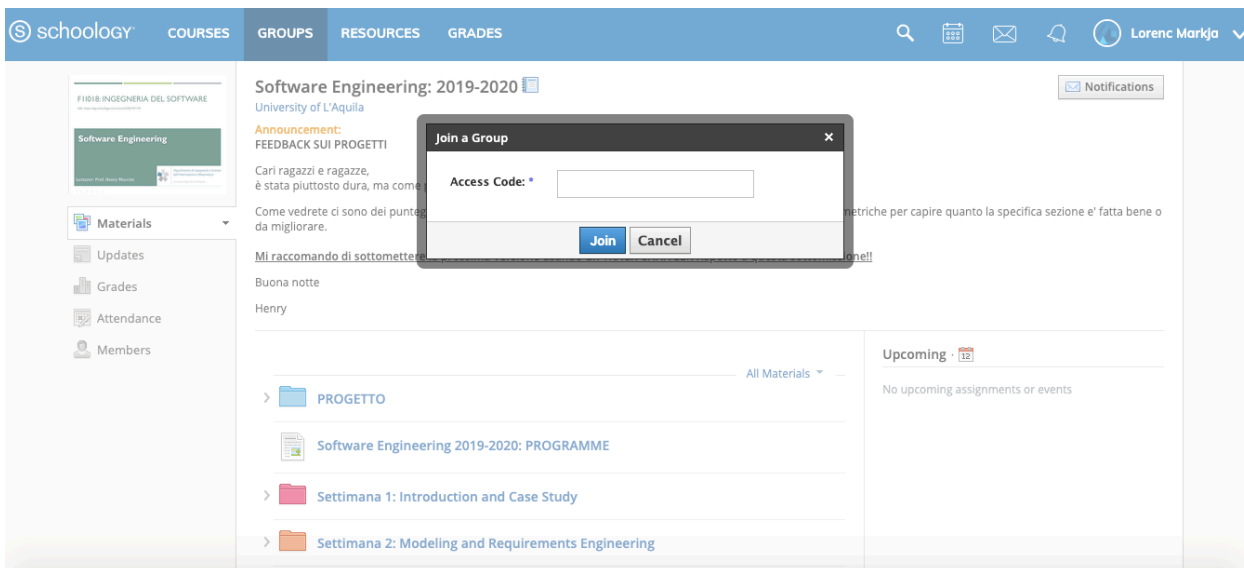 schoology COURSES GROUPS RESOURCES GRADES Lorenc Markja
FI1018: INGEGNERIA DEL SOFTWARE
Software Engineering
Software Engineering: 2019-2020
Notifications
University of L'Aquila
Announcement:
FEEDBACK SUI PROGETTI
Cari ragazzi e ragazze,
è stata piuttosto dura, ma come
Come vedrete ci sono dei punteg
metriche per capire quanto la specifica sezione e' fatta bene o
da migliorare.
Mi raccomando di sottomettere
Buona notte
Henry
Join a Group ×
Access Code: *
Join Cancel
Materials
Updates
Grades
Attendance
Members
All Materials
PROGETTO
Software Engineering 2019-2020: PROGRAMME
Settimana 1: Introduction and Case Study
Settimana 2: Modeling and Requirements Engineering
Upcoming · 12
No upcoming assignments or events